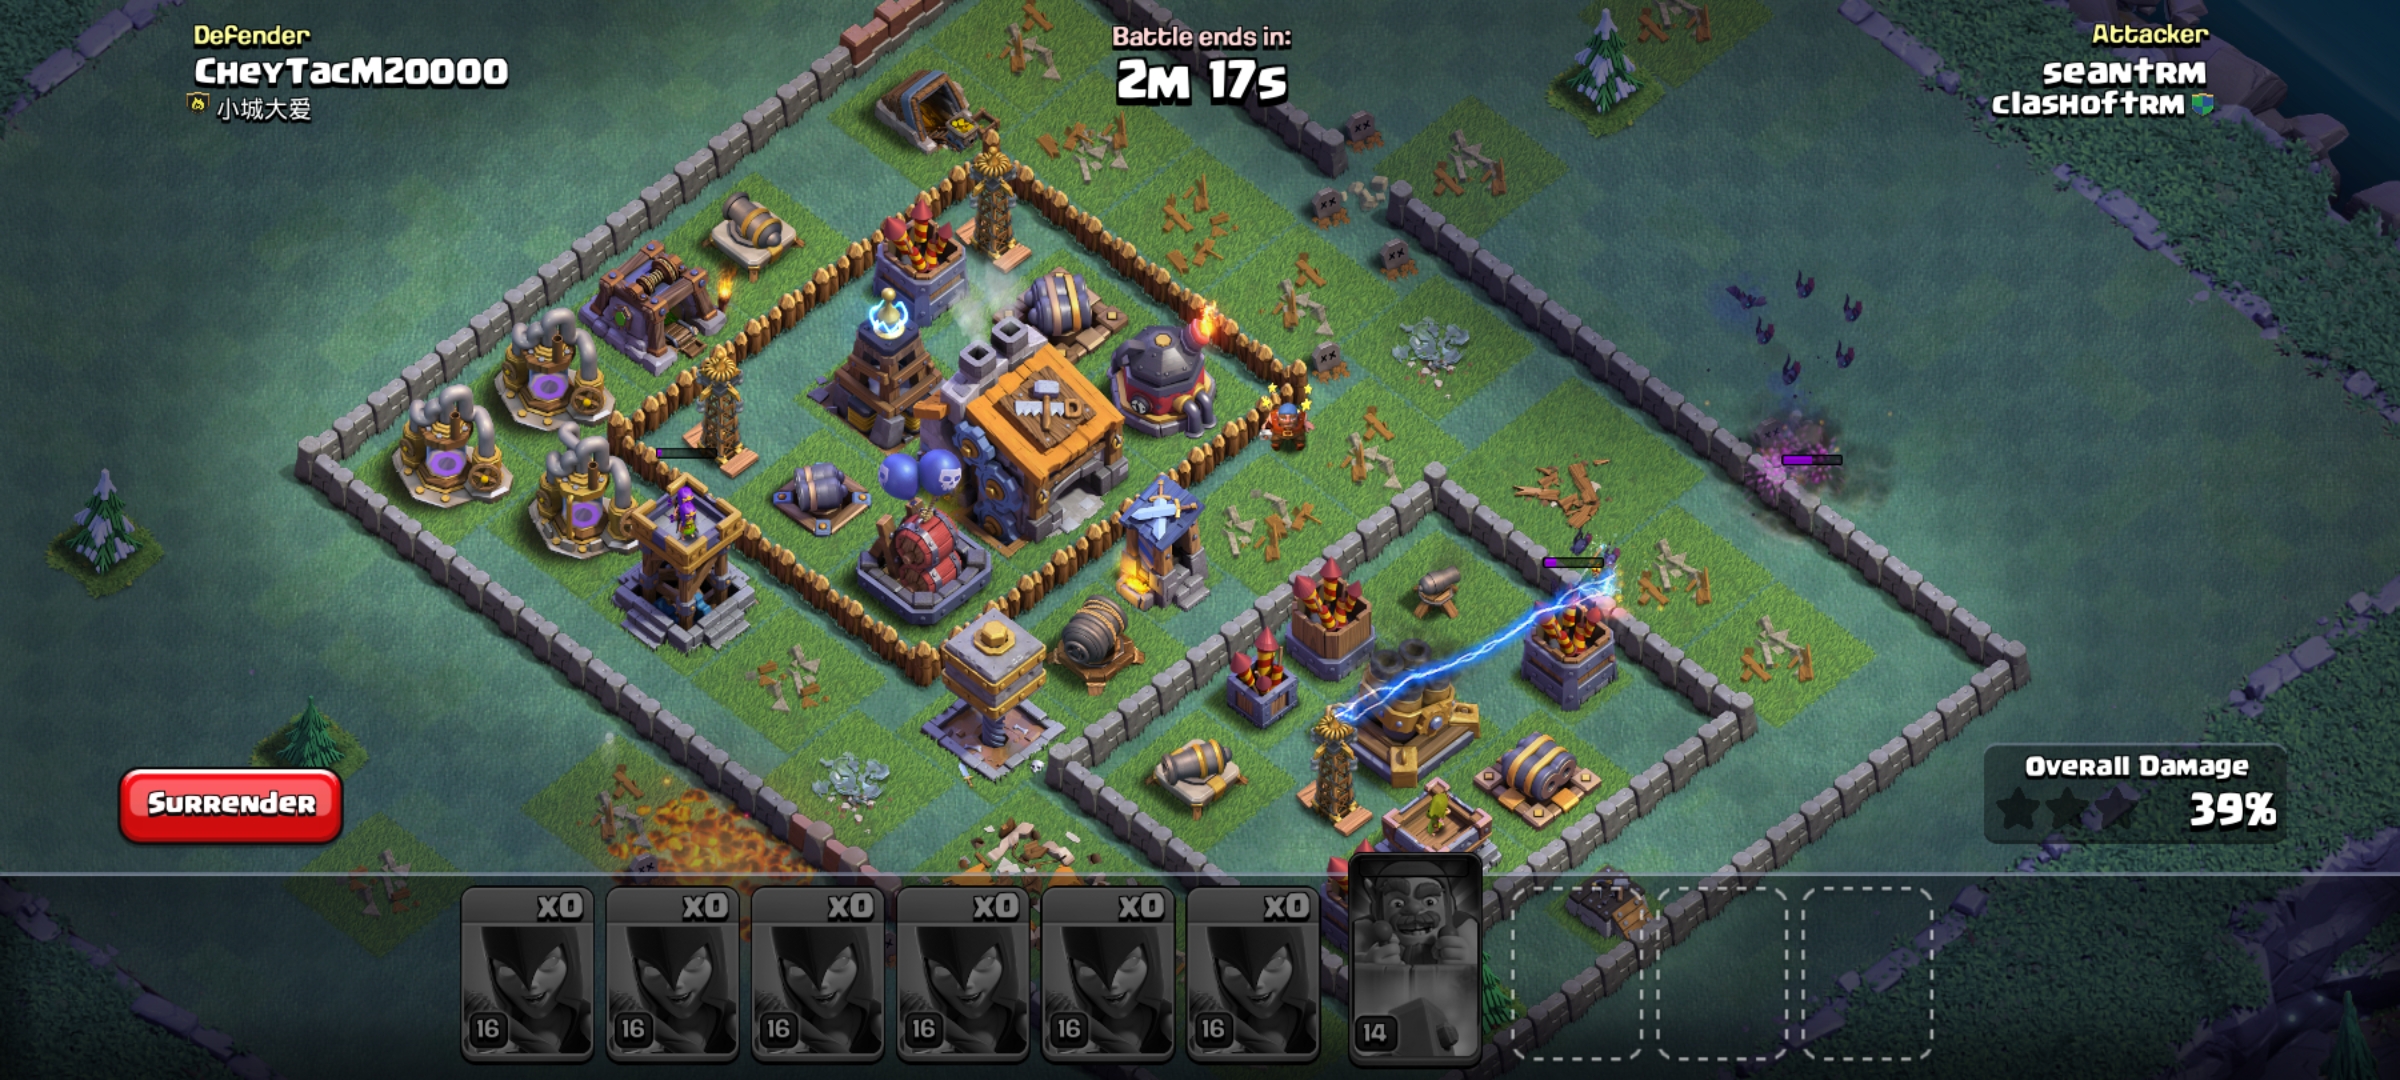 Defender
CheyTacM20000
小城大爱
Battle ends in:
2M 17s
Attacker
seantRM
clashoftRM
Surrender
Overall Damage
39%
x0
x0
x0
x0
x0
x0
16
16
16
16
16
16
14